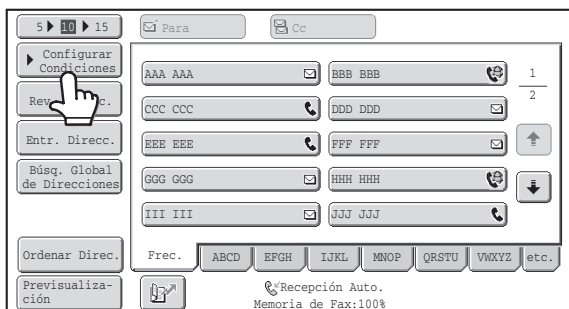 5 10 15
Para
Cc
Configurar
Condiciones
AAA AAA
BBB BBB
1
2
Rev. c.
CCC CCC
DDD DDD
Entr. Direcc.
EEE EEE
FFF FFF
Búsq. Global
de Direcciones
GGG GGG
HHH HHH
III III
JJJ JJJ
Ordenar Direc.
Frec.
ABCD
EFGH
IJKL
MNOP
QRSTU
VWXYZ
etc.
Previsualiza-
ción
Recepción Auto.
Memoria de Fax:100%